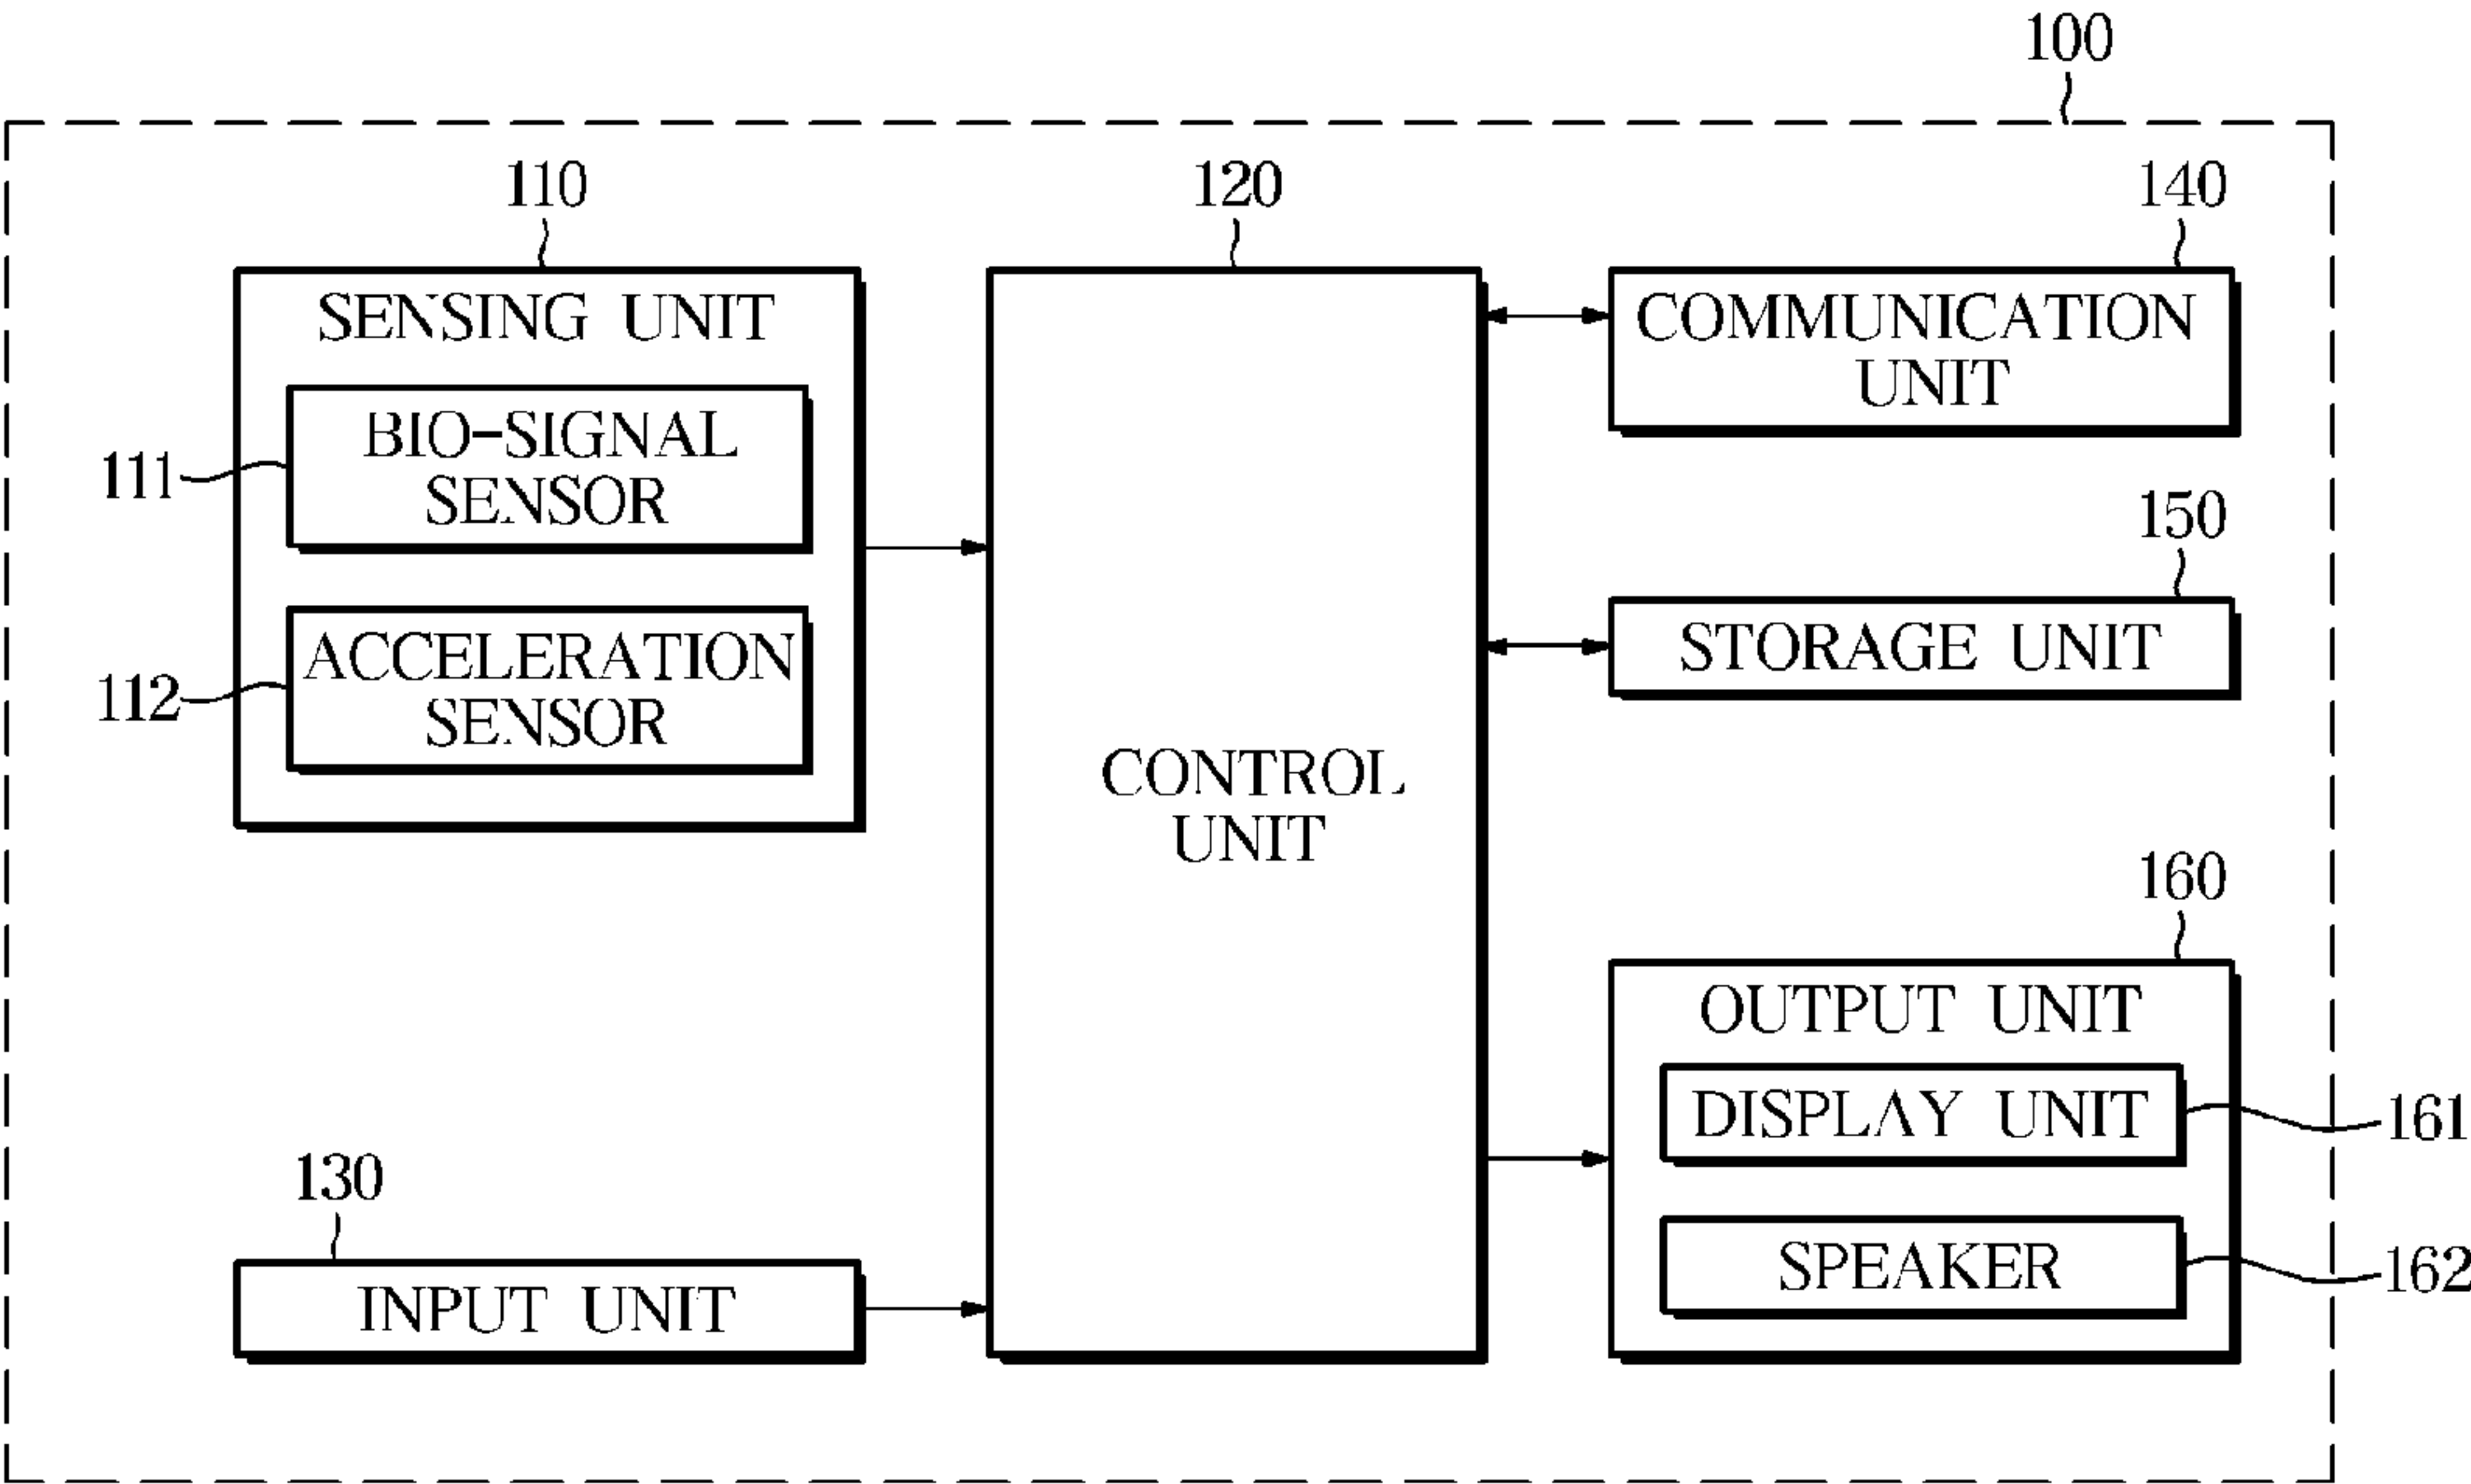 100
110
120
140
SENSING UNIT
COMMUNICATION
UNIT
BIO-SIGNAL
SENSOR
111
150
STORAGE UNIT
ACCELERATION
SENSOR
112
CONTROL
UNIT
160
OUTPUT UNIT
DISPLAY UNIT
161
130
INPUT UNIT
SPEAKER
162